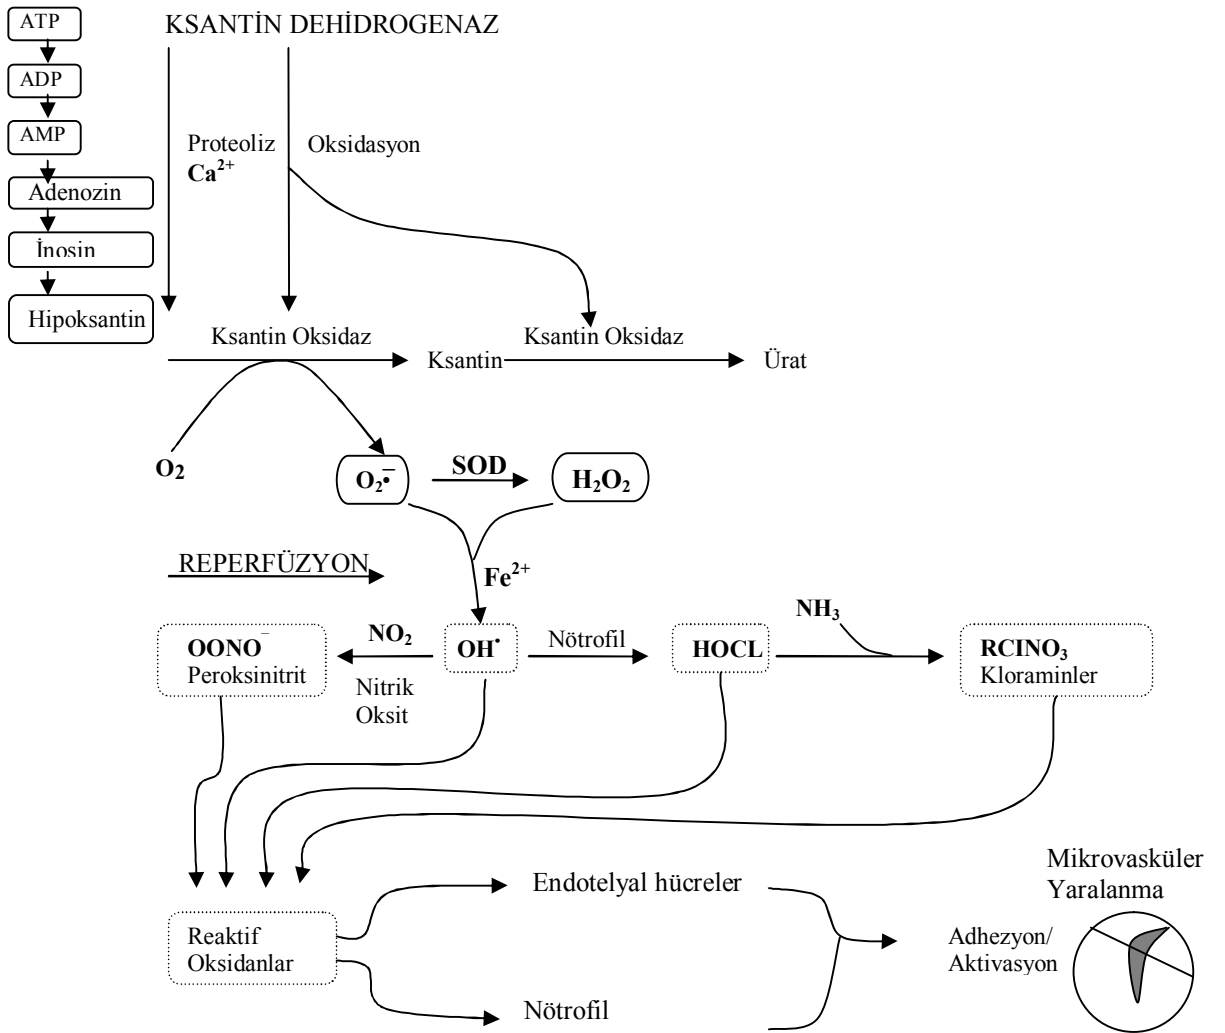 ATP
KSANTİN DEHİDROGENAZ
ADP
AMP
Proteoliz
Ca²⁺
Oksidasyon
Adenozin
İnosin
Hipoksantin
Ksantin Oksidaz
Ksantin Oksidaz
Ksantin
Ürat
O₂
O₂•⁻
SOD
H₂O₂
REPERFÜZYON
Fe²⁺
OONO⁻
Peroksinitrit
NO₂
Nitrik
Oksit
OH•
Nötrofil
HOCL
NH₃
RCINO₃
Kloraminler
Reaktif
Oksidanlar
Endotelyal hücreler
Nötrofil
Adhezyon/
Aktivasyon
Mikrovasküler
Yaralanma